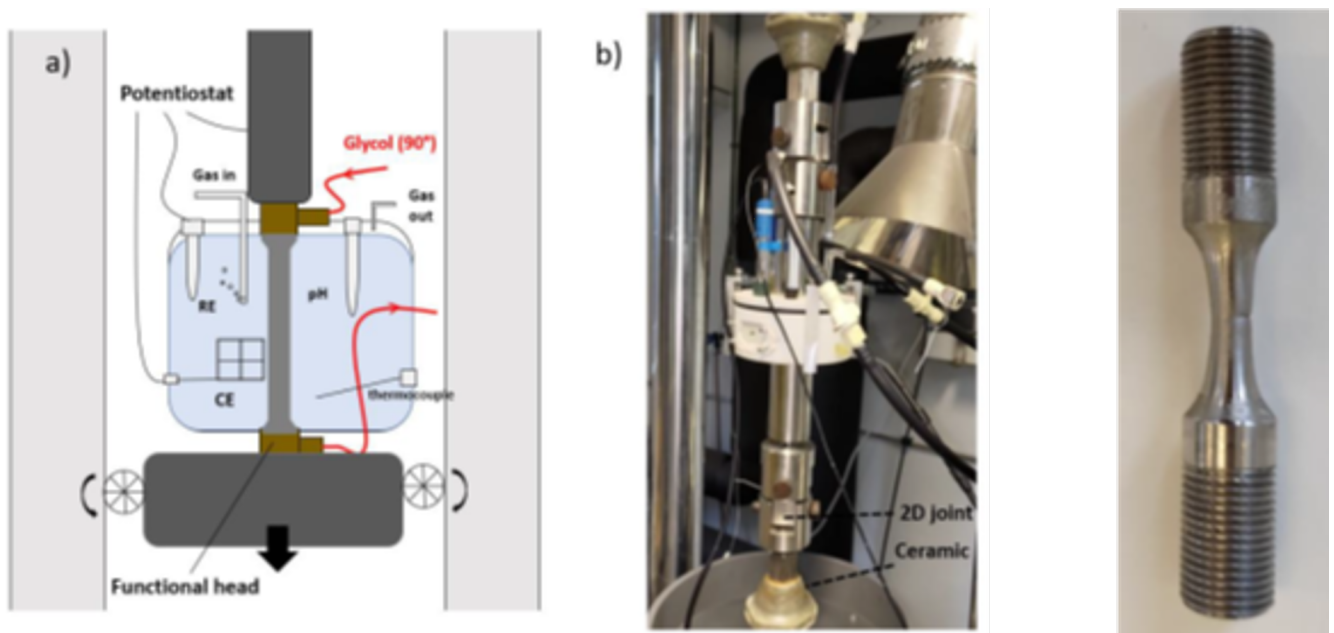 a)
Potentiostat
Glycol (90°)
Gas in
Gas
out
RE
pH
CE
thermocouple
Functional head
b)
2D joint
Ceramic